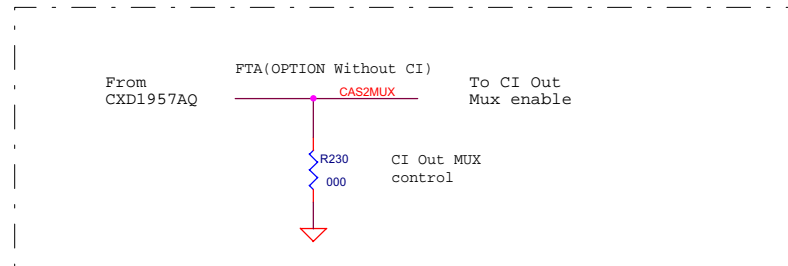 FTA(OPTION Without CI)
From
CXD1957AQ
CAS2MUX
To CI Out
Mux enable
R230
000
CI Out MUX
control